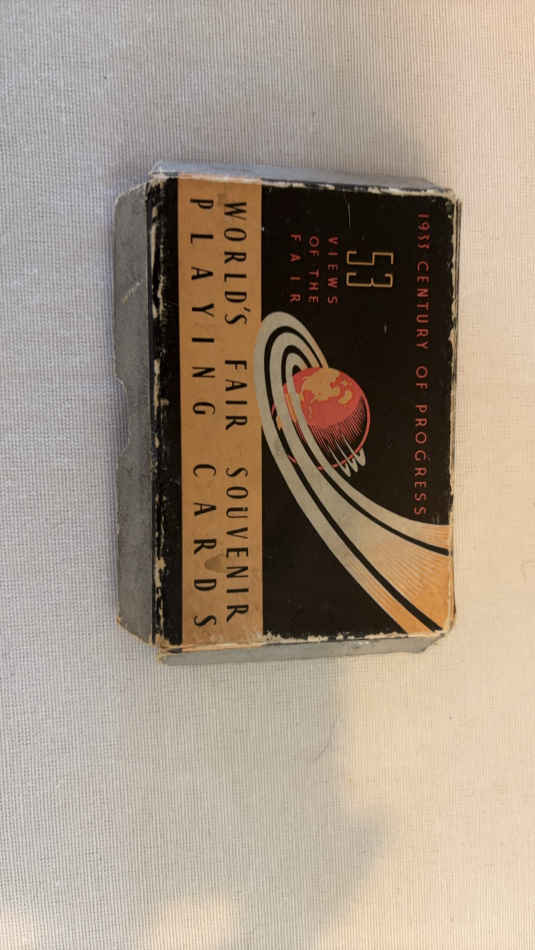 1933 CENTURY OF PROGRESS
53
VIEWS
OF THE
FAIR
WORLD'S FAIR SOUVENIR
PLAYING CARDS